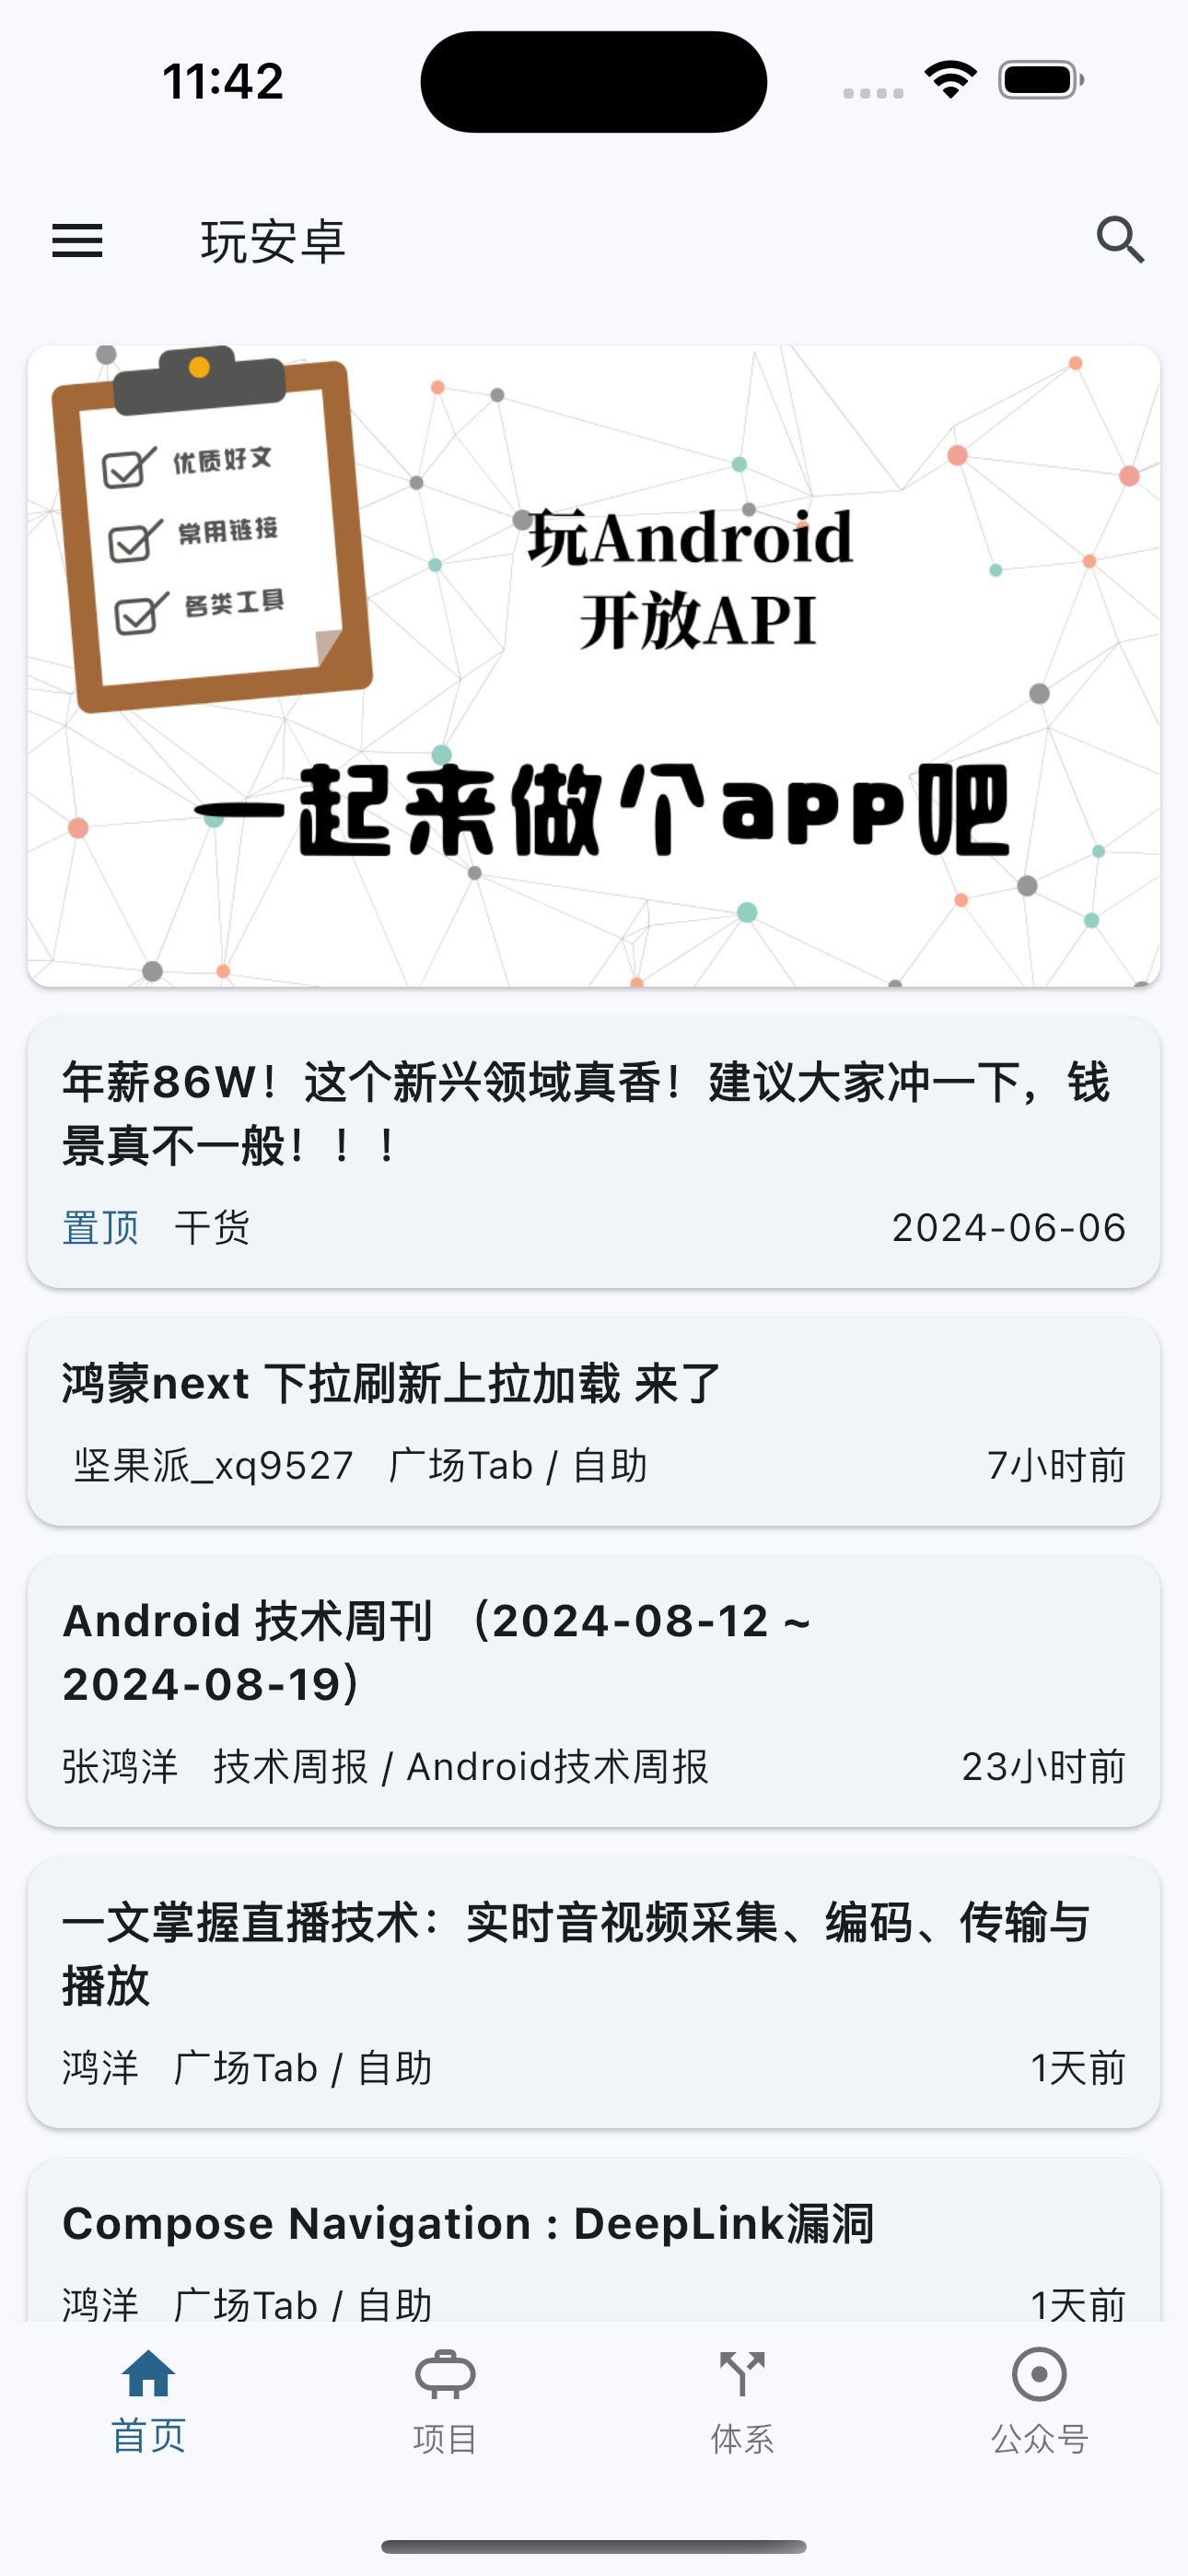 11:42
玩安卓
优质好文
常用链接
各类工具
玩Android
开放API
一起来做个app吧
年薪86W！这个新兴领域真香！建议大家冲一下，钱
景真不一般！！！
置顶 干货 2024-06-06
鸿蒙next 下拉刷新上拉加载 来了
坚果派_xq9527 广场Tab / 自助 7小时前
Android 技术周刊 （2024-08-12 ~
2024-08-19）
张鸿洋 技术周报 / Android技术周报 23小时前
一文掌握直播技术：实时音视频采集、编码、传输与
播放
鸿洋 广场Tab / 自助 1天前
Compose Navigation : DeepLink漏洞
鸿洋 广场Tab / 自助 1天前
首页 项目 体系 公众号